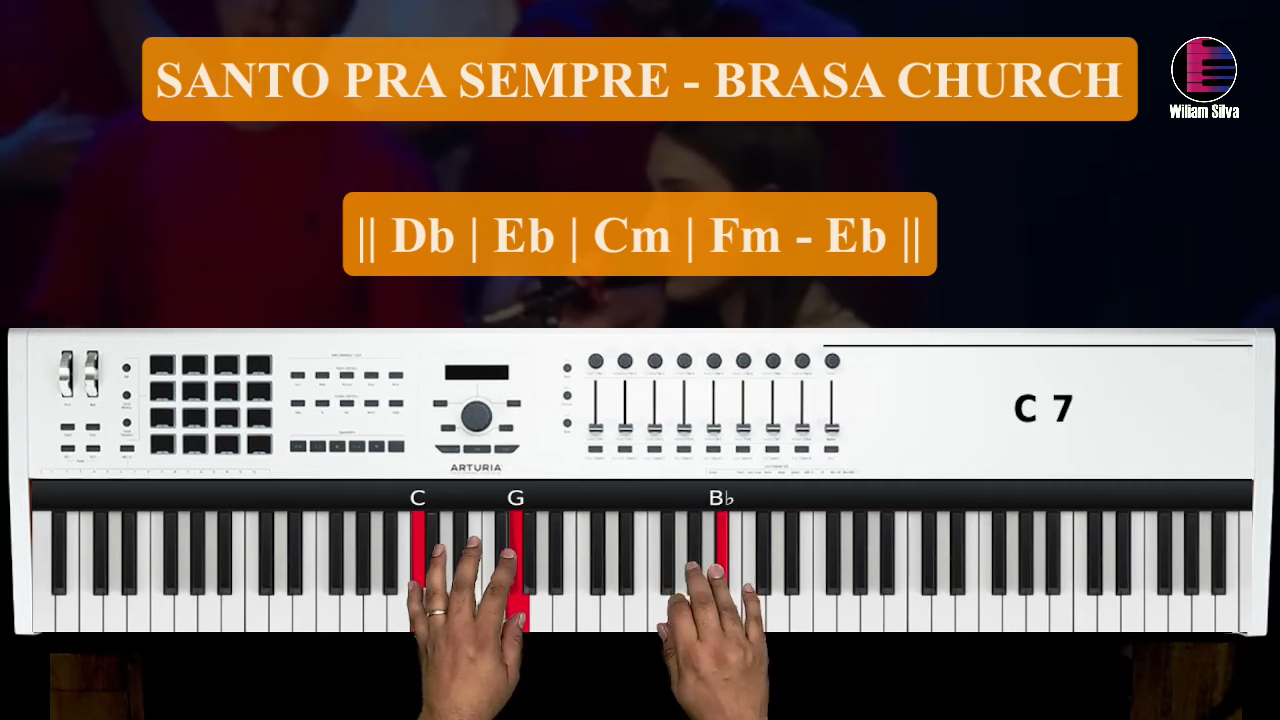 SANTO PRA SEMPRE - BRASA CHURCH
Wiliam Silva
|| Db | Eb | Cm | Fm - Eb ||
C 7
ARTURIA
C G B♭